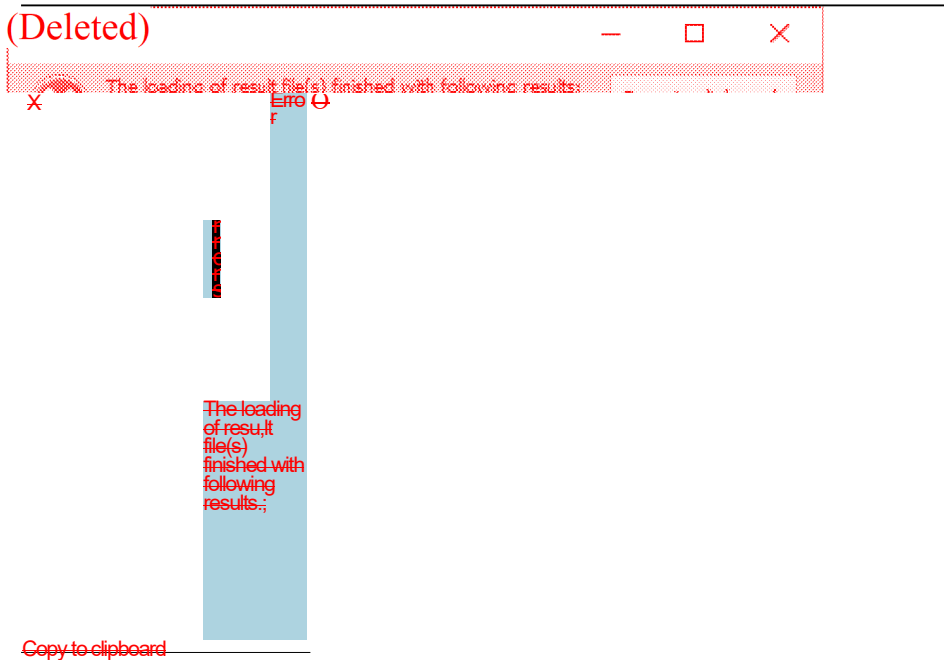 (Deleted)
The loading of result file(s) finished with following results:
X
Erro
r
The loading
of resu,lt
file(s)
finished with
following
results.;
Copy to clipboard